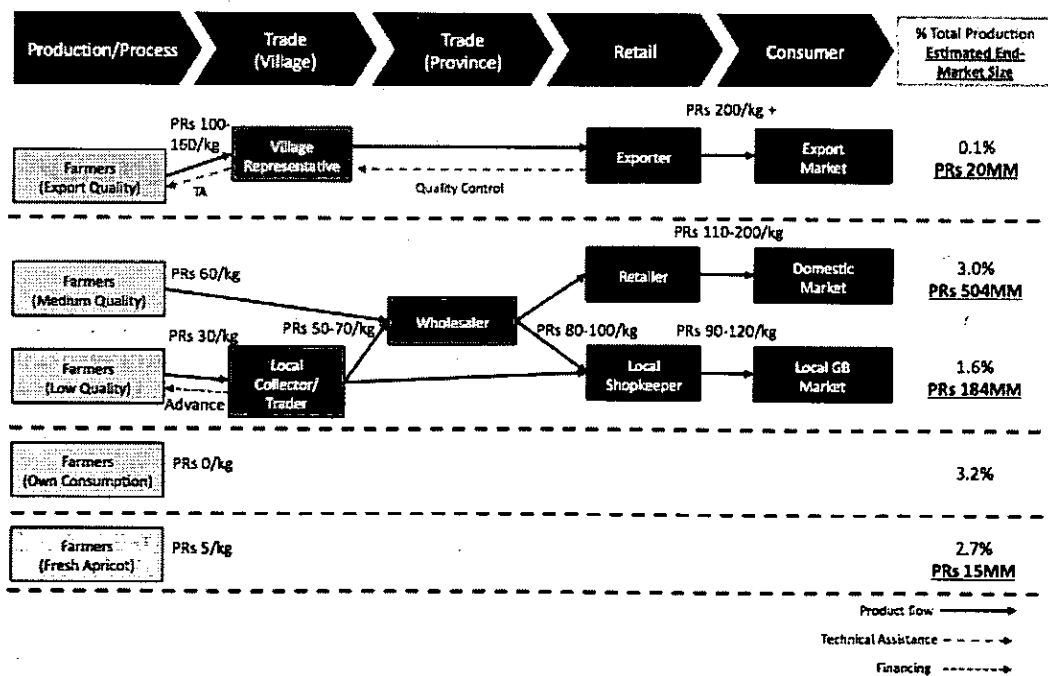 Production/Process
Trade
(Village)
Trade
(Province)
Retail
Consumer
% Total Production
Estimated End-
Market Size
PRs 100-
160/kg
PRs 200/kg +
Farmers
(Export Quality)
Village
Representative
Exporter
Export
Market
0.1%
PRs 20MM
TA
Quality Control
PRs 110-200/kg
Farmers
(Medium Quality)
PRs 60/kg
Retailer
Domestic
Market
3.0%
PRs 504MM
Wholesaler
PRs 30/kg
PRs 50-70/kg
PRs 80-100/kg
PRs 90-120/kg
Farmers
(Low Quality)
Local
Collector/
Trader
Local
Shopkeeper
Local GB
Market
1.6%
PRs 184MM
Advance
Farmers
(Own Consumption)
PRs 0/kg
3.2%
Farmers
(Fresh Apricot)
PRs 5/kg
2.7%
PRs 15MM
Product flow
Technical Assistance
Financing